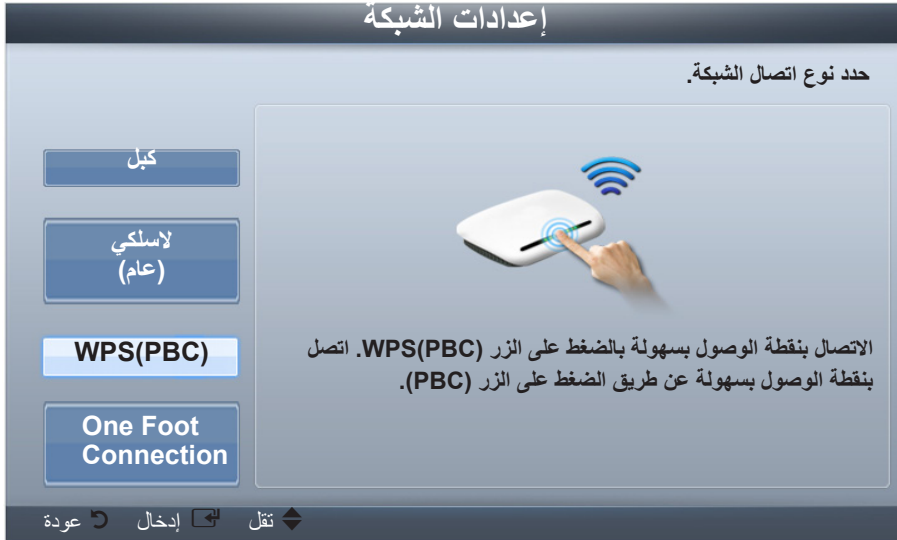 إعدادات الشبكة
حدد نوع اتصال الشبكة.
كبل
لاسلكي
(عام)
WPS(PBC)
One Foot
Connection
الاتصال بنقطة الوصول بسهولة بالضغط على الزر WPS(PBC). اتصل
بنقطة الوصول بسهولة عن طريق الضغط على الزر (PBC).
تقل إدخال عودة